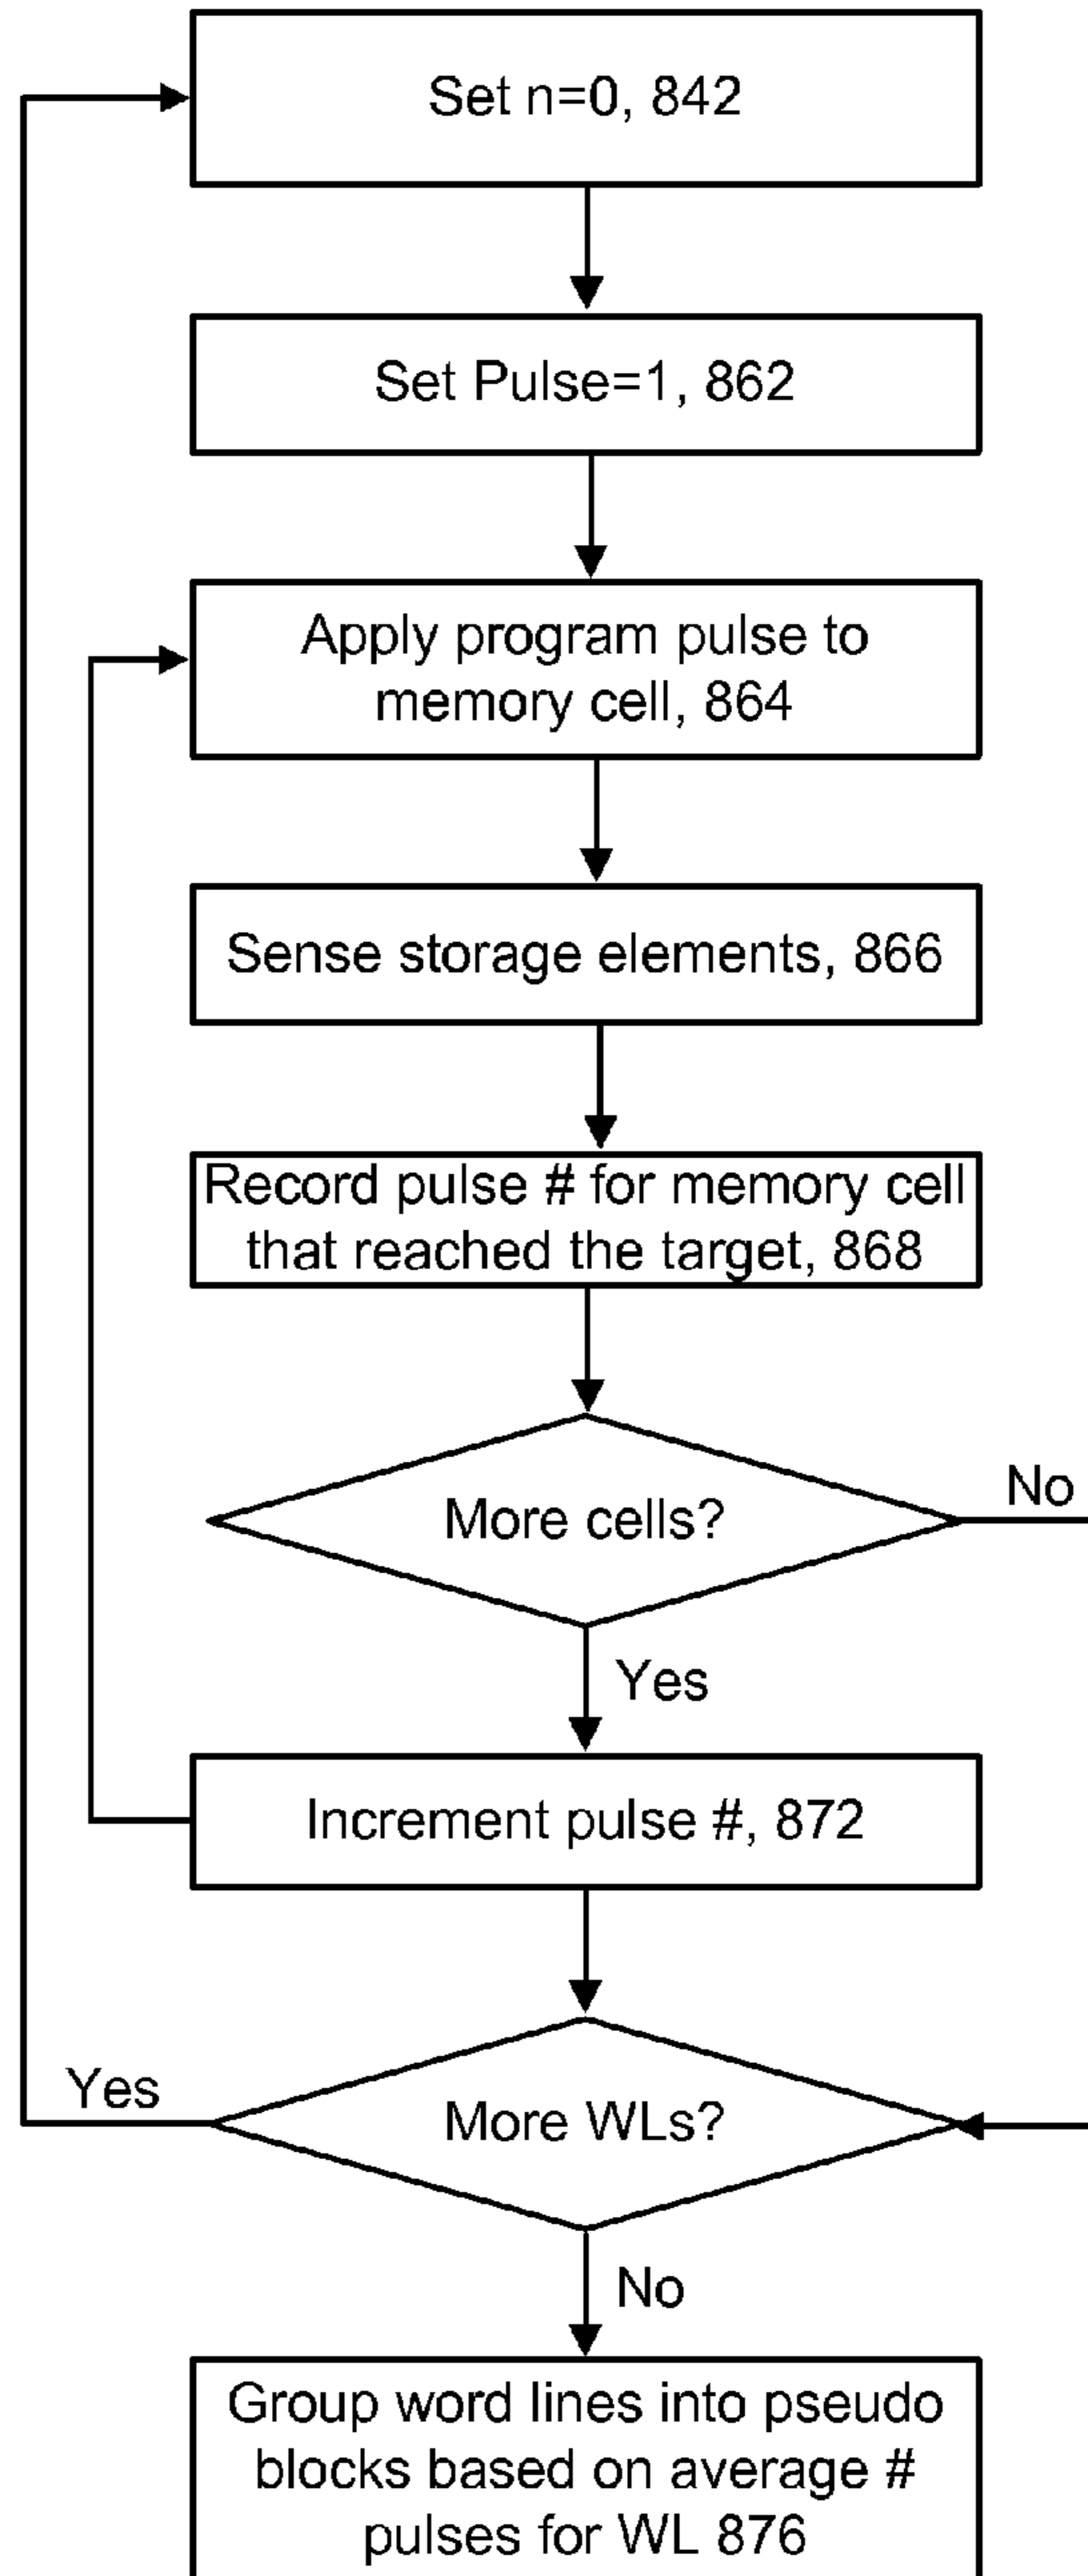 Set n=0, 842
Set Pulse=1, 862
Apply program pulse to
memory cell, 864
Sense storage elements, 866
Record pulse # for memory cell
that reached the target, 868
More cells?
No
Yes
Increment pulse #, 872
Yes
More WLs?
No
Group word lines into pseudo
blocks based on average #
pulses for WL 876